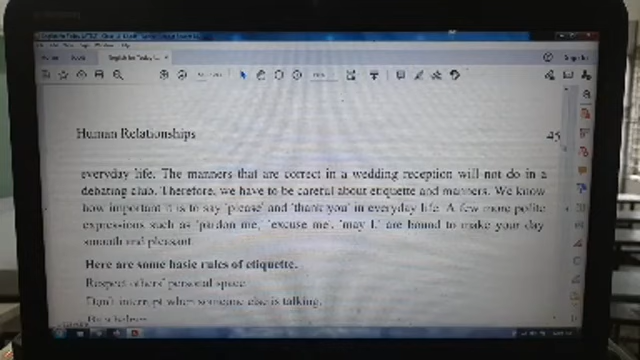 Human Relationships
45
everyday life. The manners that are correct in a wedding reception will not do in a
debating club. Therefore, we have to be careful about etiquette and manners. We know
how important it is to say 'please' and 'thank you' in everyday life. A few more polite
expressions such as 'pardon me,' 'excuse me', 'may I,' are bound to make your day
smooth and pleasant.
Here are some basic rules of etiquette.
Respect others' personal space.
Don't interrupt when someone else is talking.